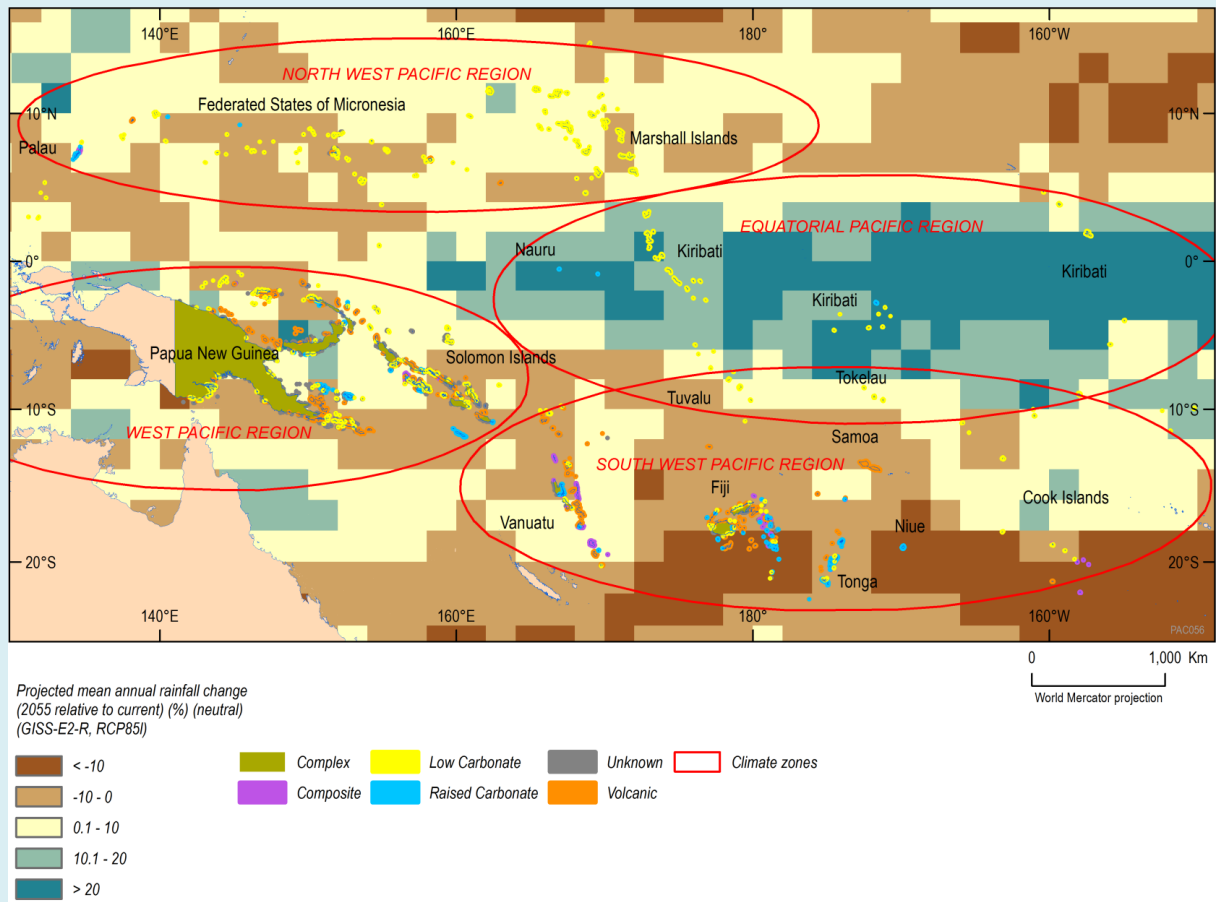 140°E
160°E
180°
160°W
NORTH WEST PACIFIC REGION
Federated States of Micronesia
10°N
10°N
Marshall Islands
Palau
EQUATORIAL PACIFIC REGION
Nauru
Kiribati
0°
Kiribati
0°
Kiribati
Papua New Guinea
Solomon Islands
Tokelau
Tuvalu
10°S
10°S
WEST PACIFIC REGION
Samoa
SOUTH WEST PACIFIC REGION
Fiji
Cook Islands
Vanuatu
Niue
20°S
20°S
Tonga
140°E
160°E
180°
160°W
PAC056
0
1,000 Km
World Mercator projection
Projected mean annual rainfall change
(2055 relative to current) (%) (neutral)
(GISS-E2-R, RCP85I)
< -10
-10 - 0
0.1 - 10
10.1 - 20
> 20
Complex
Low Carbonate
Unknown
Climate zones
Composite
Raised Carbonate
Volcanic